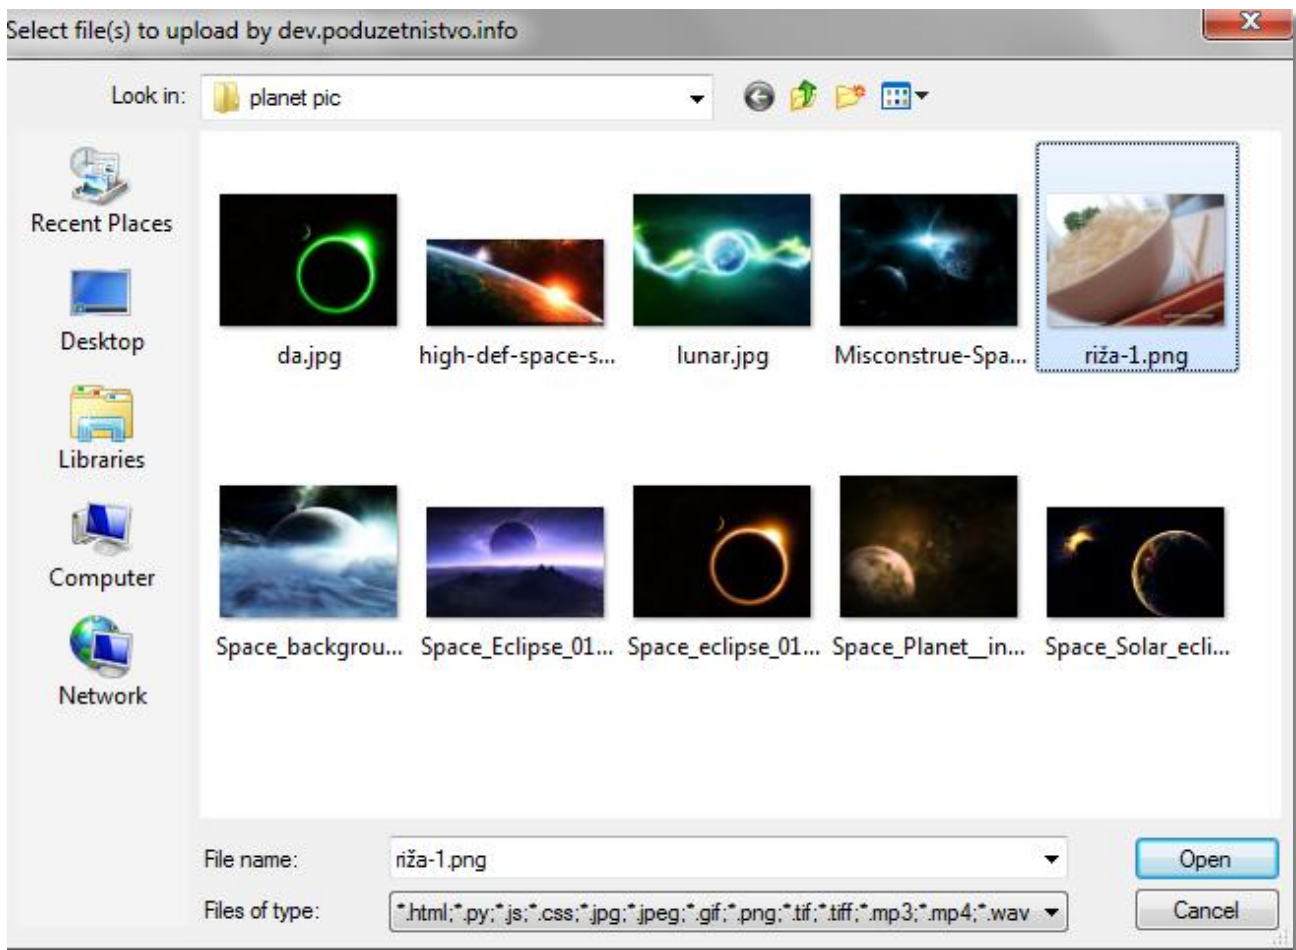 Select file(s) to upload by dev.poduzetnistvo.info
Look in:
planet pic
Recent Places
Desktop
Libraries
Computer
Network
da.jpg
high-def-space-s...
lunar.jpg
Misconstrue-Spa...
riža-1.png
Space_backgrou...
Space_Eclipse_01...
Space_eclipse_01...
Space_Planet__in...
Space_Solar_ecli...
File name:
riža-1.png
Open
Files of type:
*.html;*.py;*.js;*.css;*.jpg;*.jpeg;*.gif;*.png;*.tif;*.tiff;*.mp3;*.mp4;*.wav
Cancel